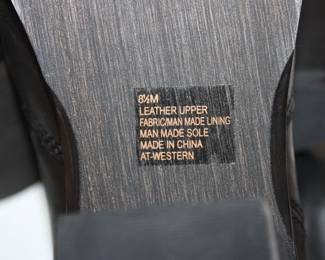 8½M
LEATHER UPPER
FABRIC/MAN MADE LINING
MAN MADE SOLE
MADE IN CHINA
AT-WESTERN